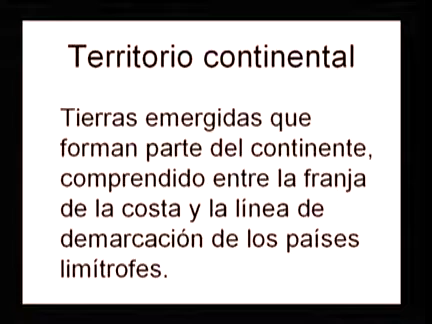 Territorio continental
Tierras emergidas que
forman parte del continente,
comprendido entre la franja
de la costa y la línea de
demarcación de los países
limítrofes.